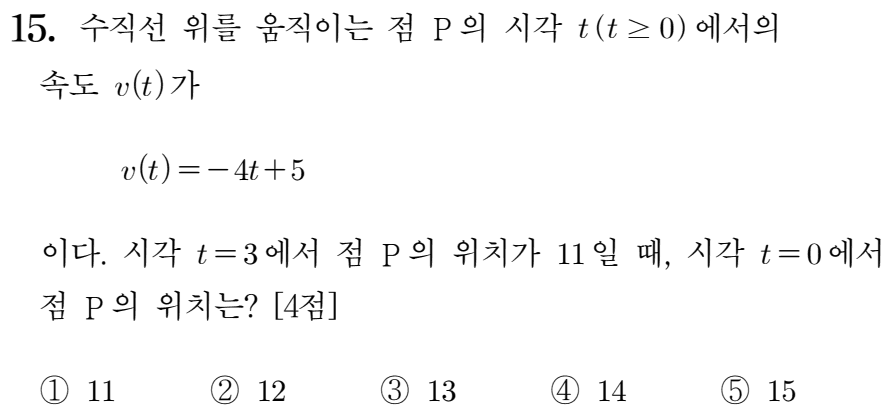 15. 수직선 위를 움직이는 점 P의 시각 t(t ≥ 0)에서의
속도 v(t)가
v(t)=−4t+5
이다. 시각 t=3에서 점 P의 위치가 11일 때, 시각 t=0에서
점 P의 위치는? [4점]
① 11 ② 12 ③ 13 ④ 14 ⑤ 15